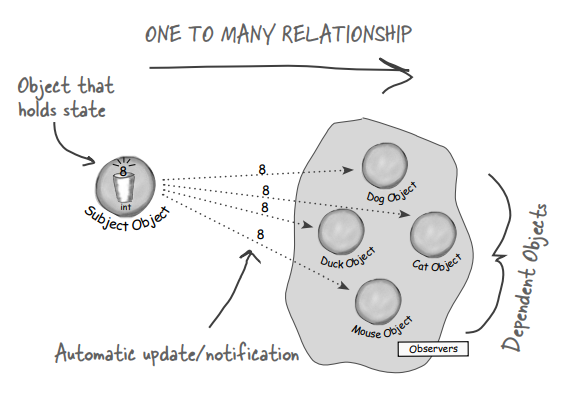 ONE TO MANY RELATIONSHIP
Object that
holds state
8
int
Subject Object
8
8
8
8
Dog Object
Duck Object
Cat Object
Mouse Object
Observers
Dependent Objects
Automatic update/notification